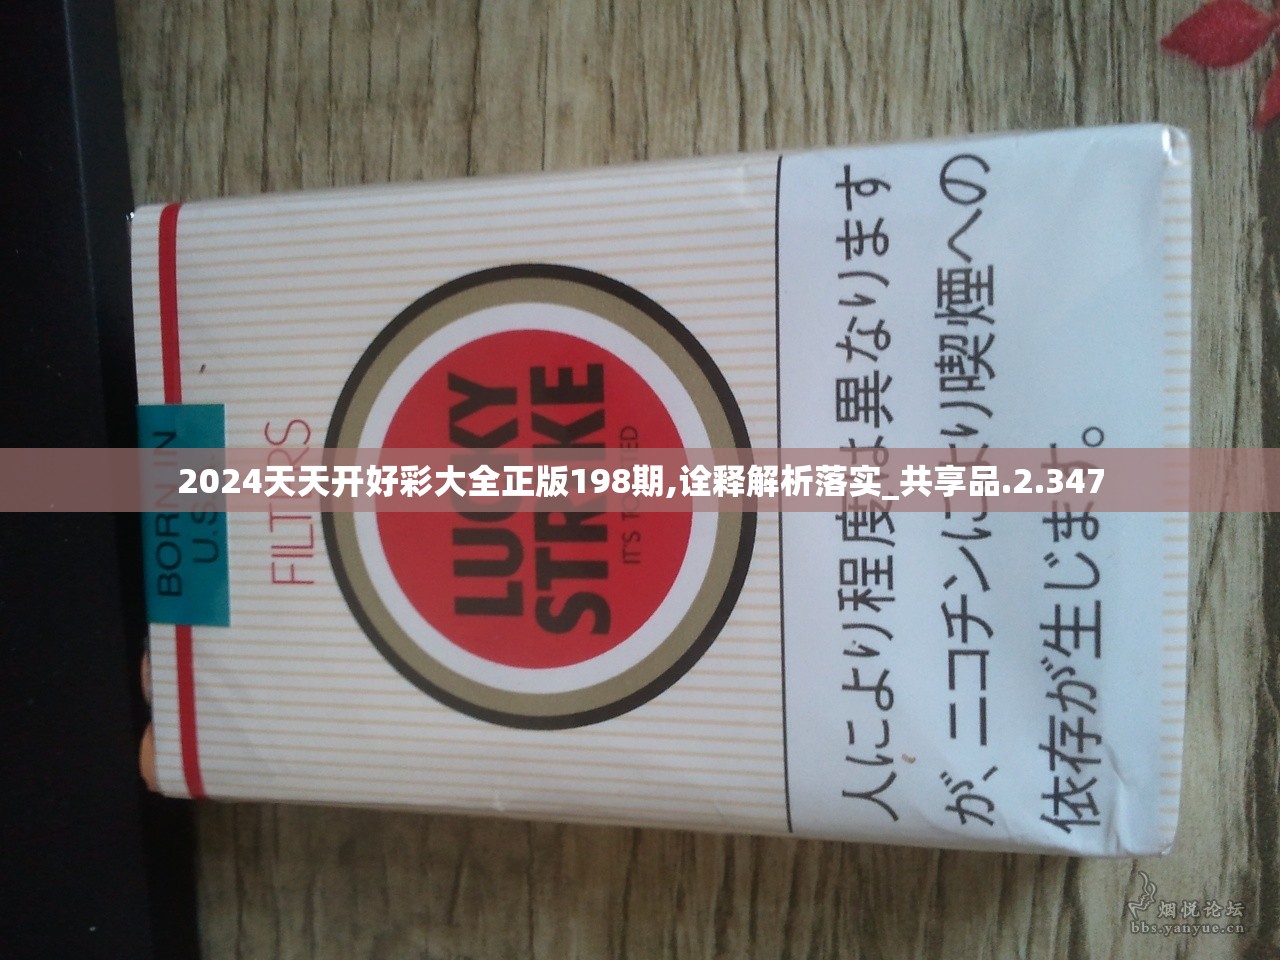 2024天天开好彩大全正版198期,诠释解析落实_共享品.2.347
BORN IN
U.S.
FILTERS
LUCKY
STRIKE
IT'S TOASTED
人により程度は異なります
が、ニコチンにより喫煙への
依存が生じます。
烟悦论坛
bbs.yanyue.cn